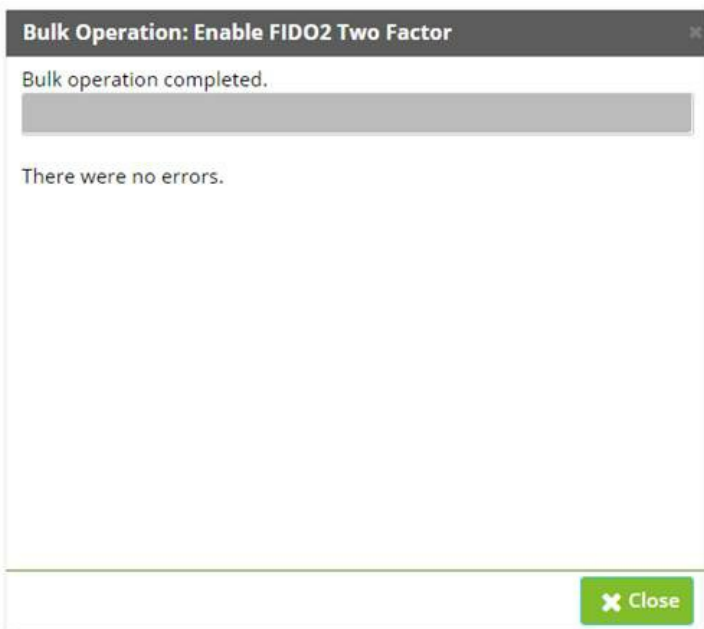 Bulk Operation: Enable FIDO2 Two Factor
Bulk operation completed.
There were no errors.
Close